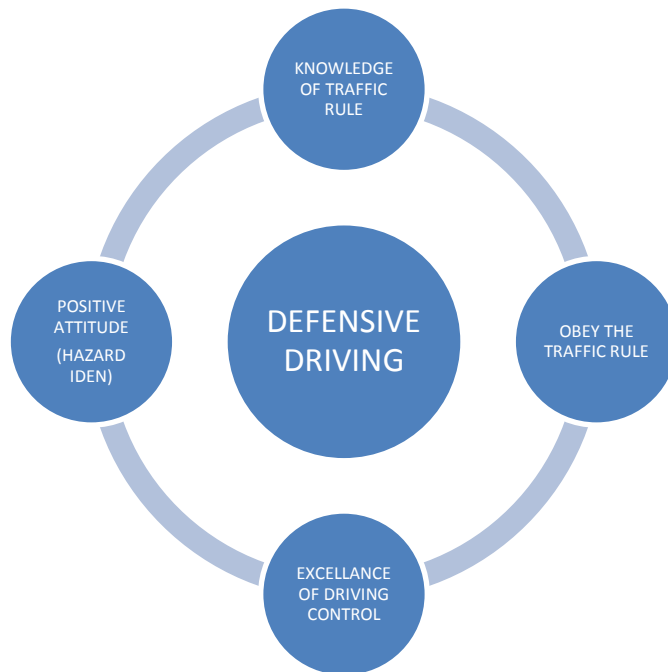 KNOWLEDGE
OF TRAFFIC
RULE
POSITIVE
ATTITUDE
(HAZARD
IDEN)
DEFENSIVE
DRIVING
OBEY THE
TRAFFIC RULE
EXCELLANCE
OF DRIVING
CONTROL